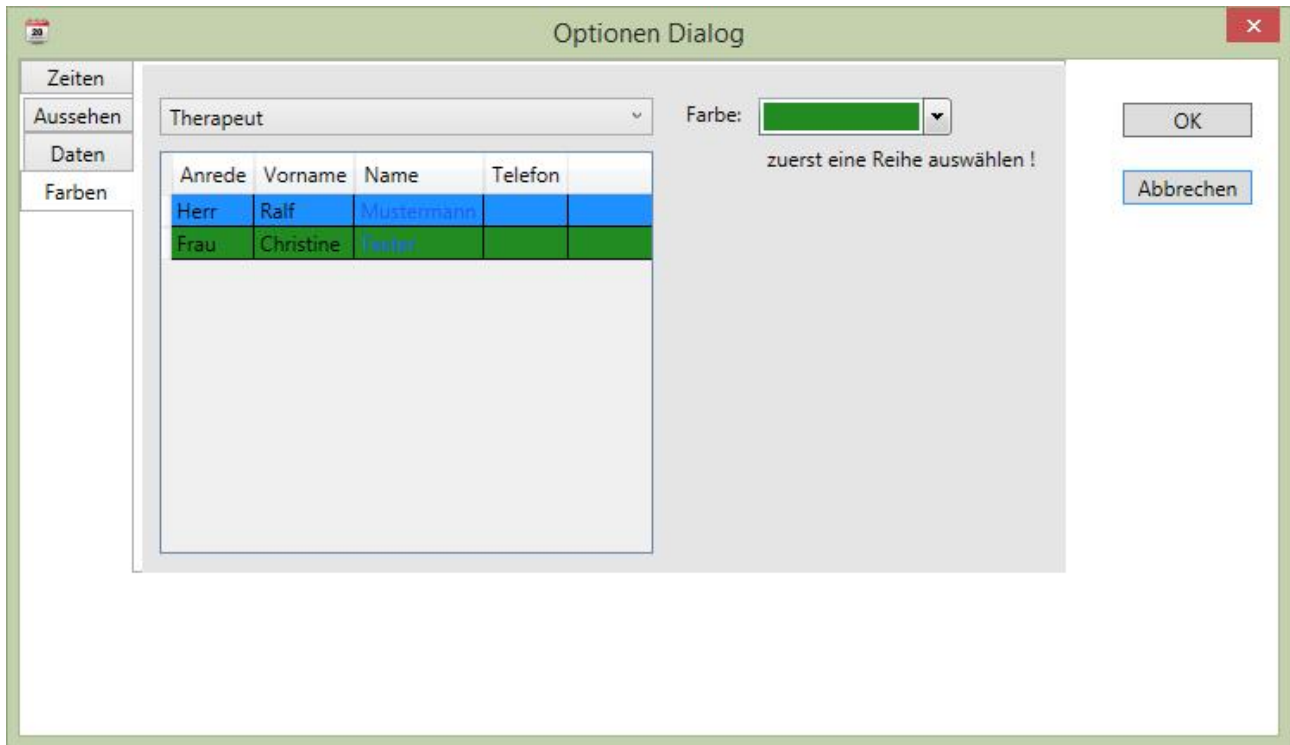 20
Optionen Dialog
Zeiten
Aussehen
Daten
Farben
Therapeut
Farbe:
zuerst eine Reihe auswählen !
OK
Abbrechen
Anrede Vorname Name Telefon
Herr Ralf Mustermann
Frau Christine